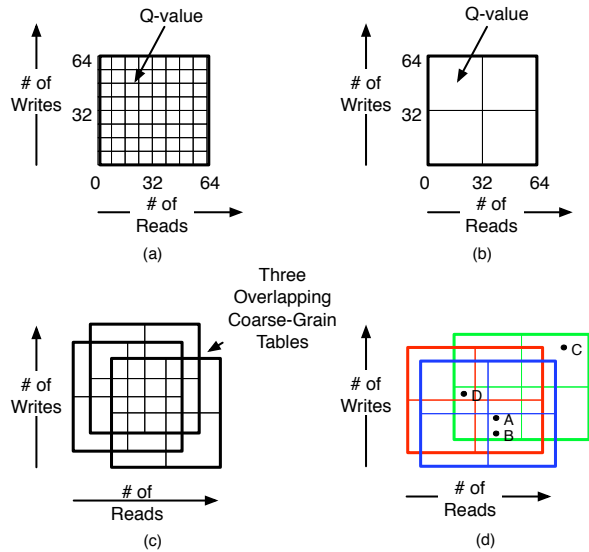 Q-value
64
# of
Writes
32
0
32
64
# of
Reads
(a)
Q-value
64
# of
Writes
32
0
32
64
# of
Reads
(b)
Three
Overlapping
Coarse-Grain
Tables
# of
Writes
# of
Reads
(c)
# of
Writes
C
D
A
B
# of
Reads
(d)